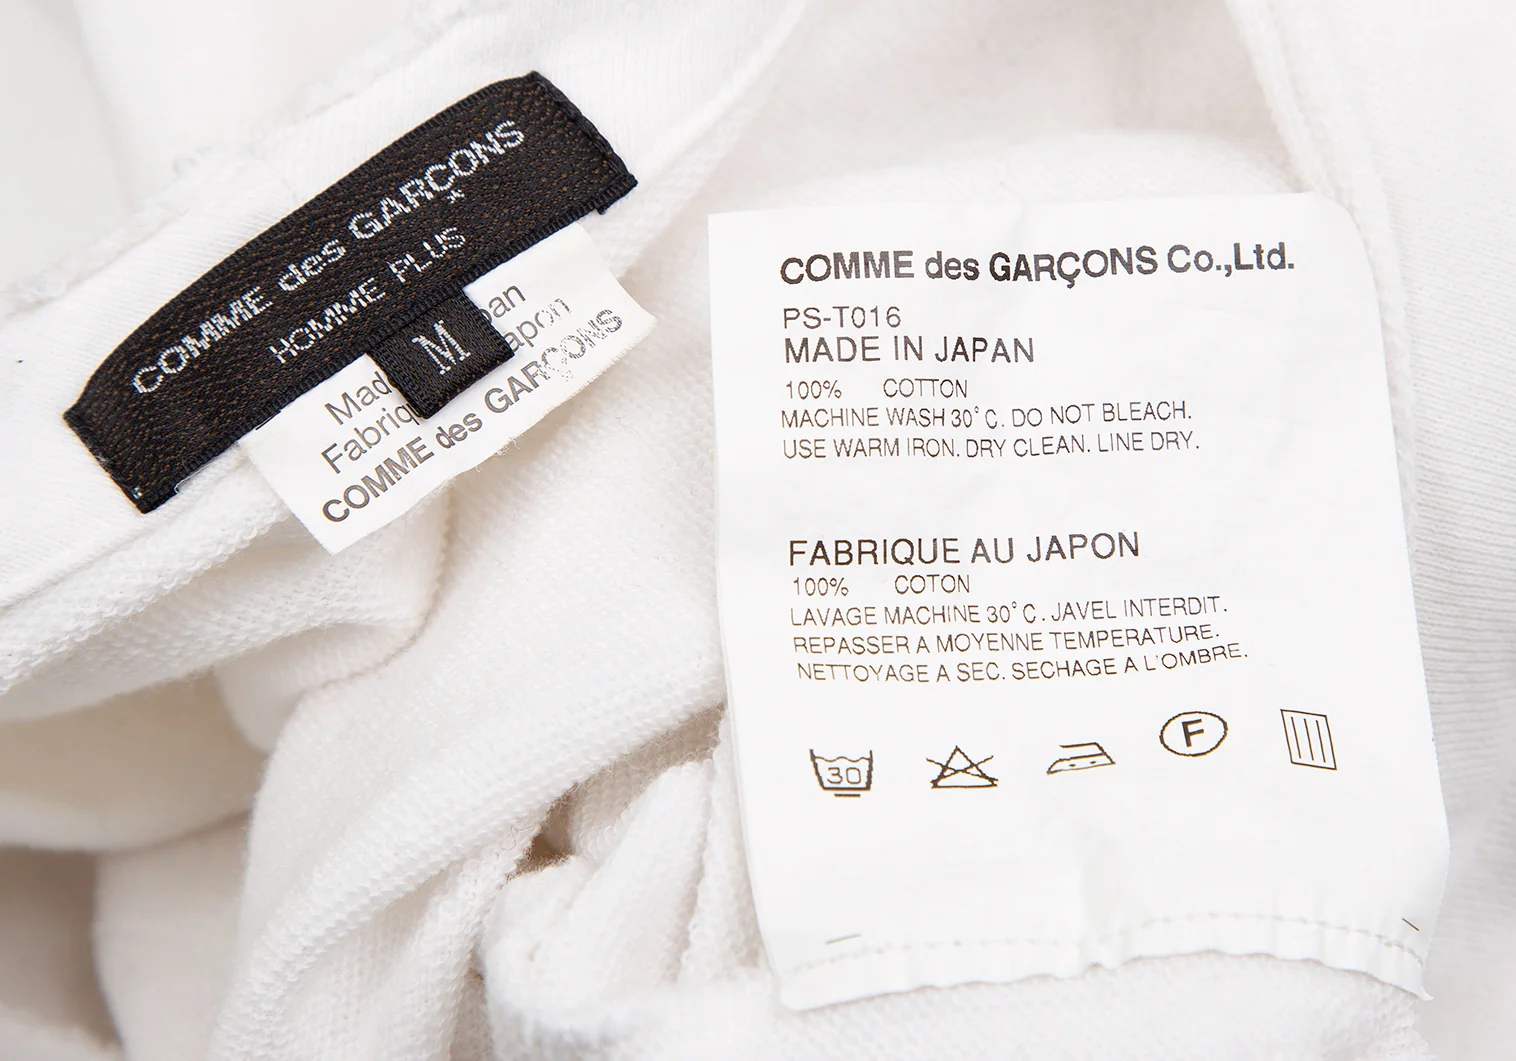 COMME des GARÇONS
HOMME PLUS
M
COMME des GARÇONS
COMME des GARÇONS Co.,Ltd.
PS-T016
MADE IN JAPAN
100% COTTON
MACHINE WASH 30°C. DO NOT BLEACH.
USE WARM IRON. DRY CLEAN. LINE DRY.
FABRIQUE AU JAPON
100% COTON
LAVAGE MACHINE 30°C. JAVEL INTERDIT.
REPASSER A MOYENNE TEMPERATURE.
NETTOYAGE A SEC. SECHAGE A L'OMBRE.
30
F